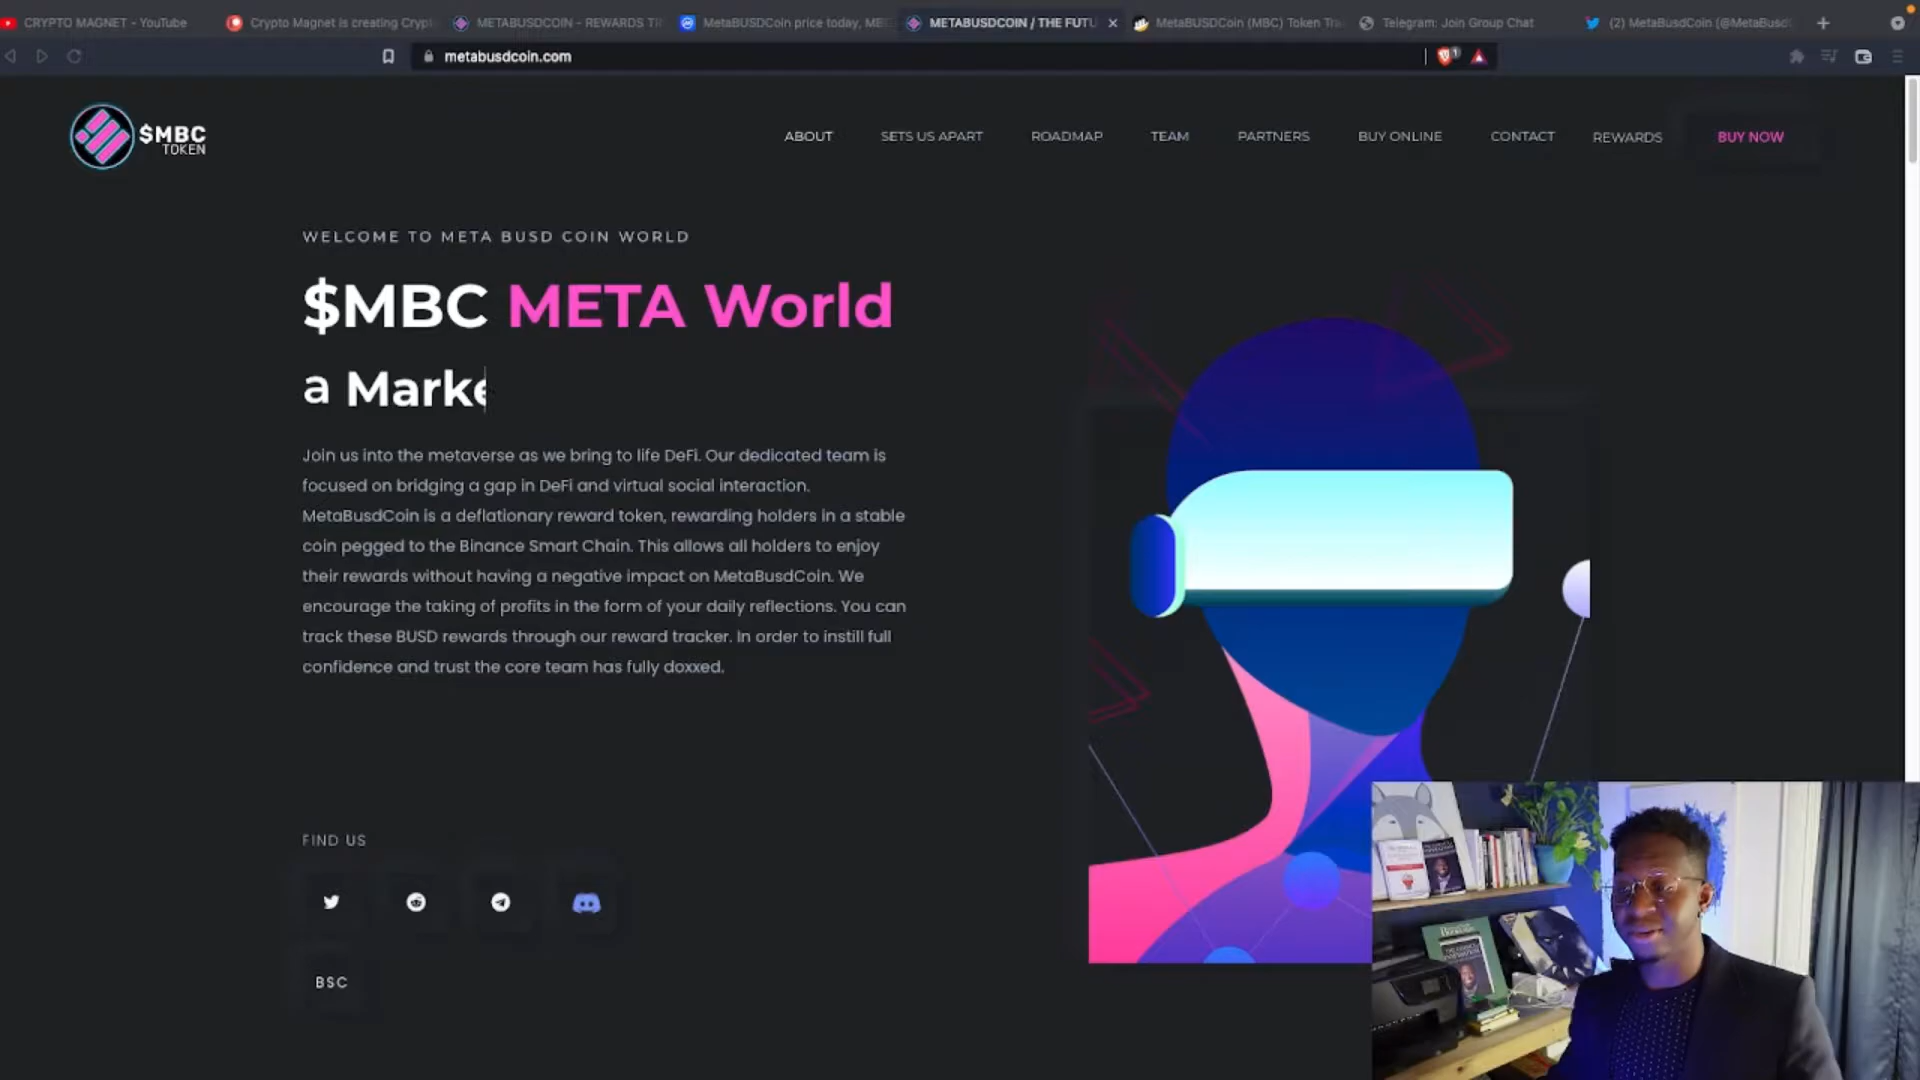 CRYPTO MAGNET - YouTube
Crypto Magnet is creating Crypt
METABUSDCOIN - REWARDS TR
MetaBUSDCoin price today, MBC
METABUSDCOIN / THE FUTU
MetaBUSDCoin (MBC) Token Tra
Telegram: Join Group Chat
(2) MetaBusdCoin (@MetaBusdC
metabusdcoin.com
$MBC
TOKEN
ABOUT
SETS US APART
ROADMAP
TEAM
PARTNERS
BUY ONLINE
CONTACT
REWARDS
BUY NOW
WELCOME TO META BUSD COIN WORLD
$MBC META World
a Marke
Join us into the metaverse as we bring to life DeFi. Our dedicated team is
focused on bridging a gap in DeFi and virtual social interaction.
MetaBusdCoin is a deflationary reward token, rewarding holders in a stable
coin pegged to the Binance Smart Chain. This allows all holders to enjoy
their rewards without having a negative impact on MetaBusdCoin. We
encourage the taking of profits in the form of your daily reflections. You can
track these BUSD rewards through our reward tracker. In order to instill full
confidence and trust the core team has fully doxxed.
FIND US
BSC